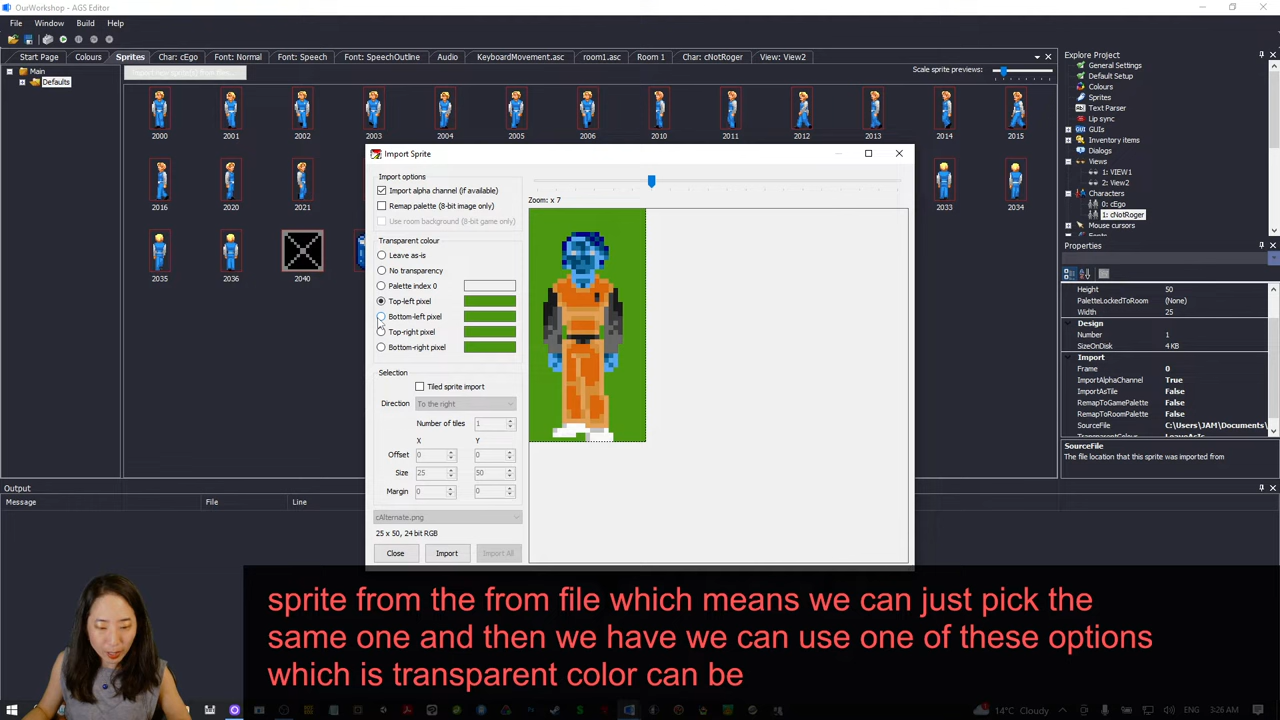 OurWorkshop - AGS Editor
File Window Build Help
Start Page Colours Sprites Char: cEgo Font: Normal Font: Speech Font: SpeechOutline Audio KeyboardMovement.asc room1.asc Room 1 Char: cNotRoger View: View2
Main
Defaults
Scale sprite previews:
2000 2001 2002 2003 2004 2005 2006 2010 2011 2012 2013 2014 2015
2016 2020 2021 2033 2034
2035 2036 2040
Import Sprite
Import options
Import alpha channel (if available)
Remap palette (8-bit image only)
Use room background (8-bit game only)
Transparent colour
Leave as-is
No transparency
Palette index 0
Top-left pixel
Bottom-left pixel
Top-right pixel
Bottom-right pixel
Selection
Tiled sprite import
Direction To the right
Number of tiles 1
X Y
Offset 0 0
Size 25 50
Margin 0 0
cAlternate.png
25 x 50, 24 bit RGB
Close Import Import All
Zoom: x 7
Explore Project
General Settings
Default Setup
Colours
Sprites
Text Parser
Lip sync
GUIs
Inventory items
Dialogs
Views
1: VIEW1
2: View2
Characters
0: cEgo
1: cNotRoger
Mouse cursors
Properties
Height 50
PaletteLockedToRoom (None)
Width 25
Design
Number 1
SizeOnDisk 4 KB
Import
Frame 0
ImportAlphaChannel True
ImportAsTile False
RemapToGamePalette False
RemapToRoomPalette False
SourceFile C:\Users\JAM\Documents\
SourceFile
The file location that this sprite was imported from
Output
Message File Line
sprite from the from file which means we can just pick the
same one and then we have we can use one of these options
which is transparent color can be
14°C Cloudy ENG 3:26 AM